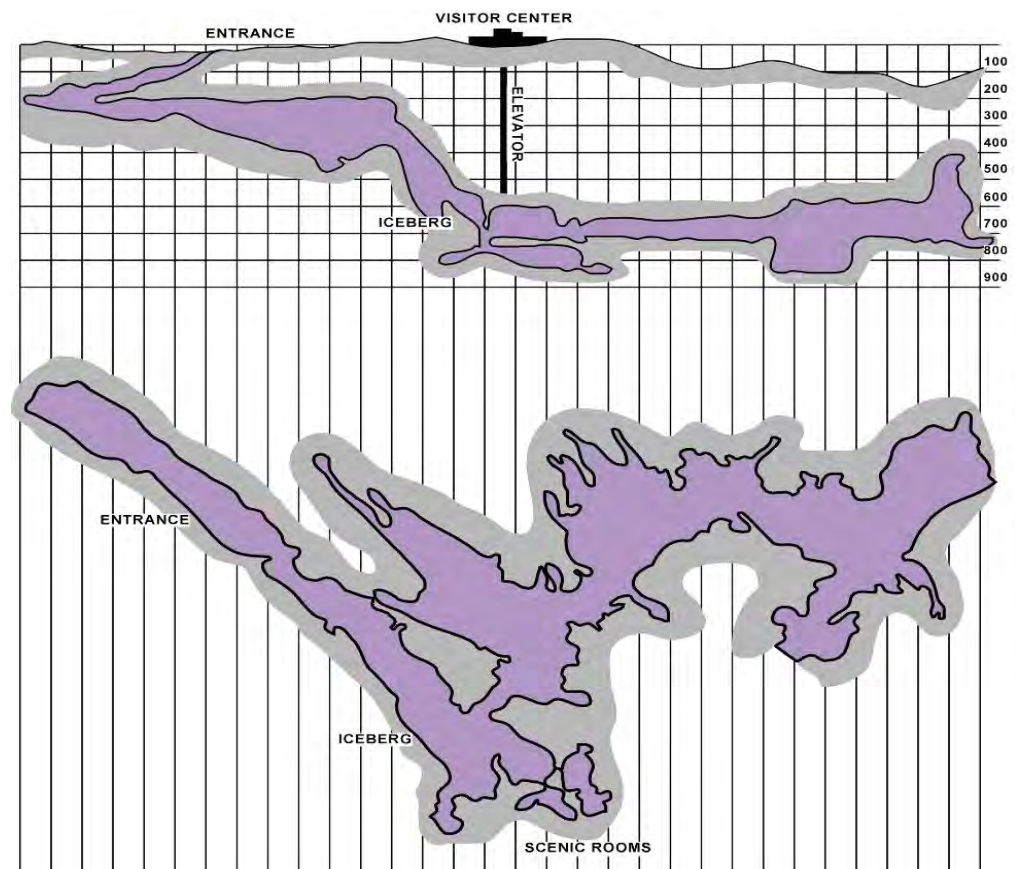 VISITOR CENTER
ENTRANCE
100
200
ELEVATOR
300
400
500
600
ICEBERG
700
800
900
ENTRANCE
ICEBERG
SCENIC ROOMS